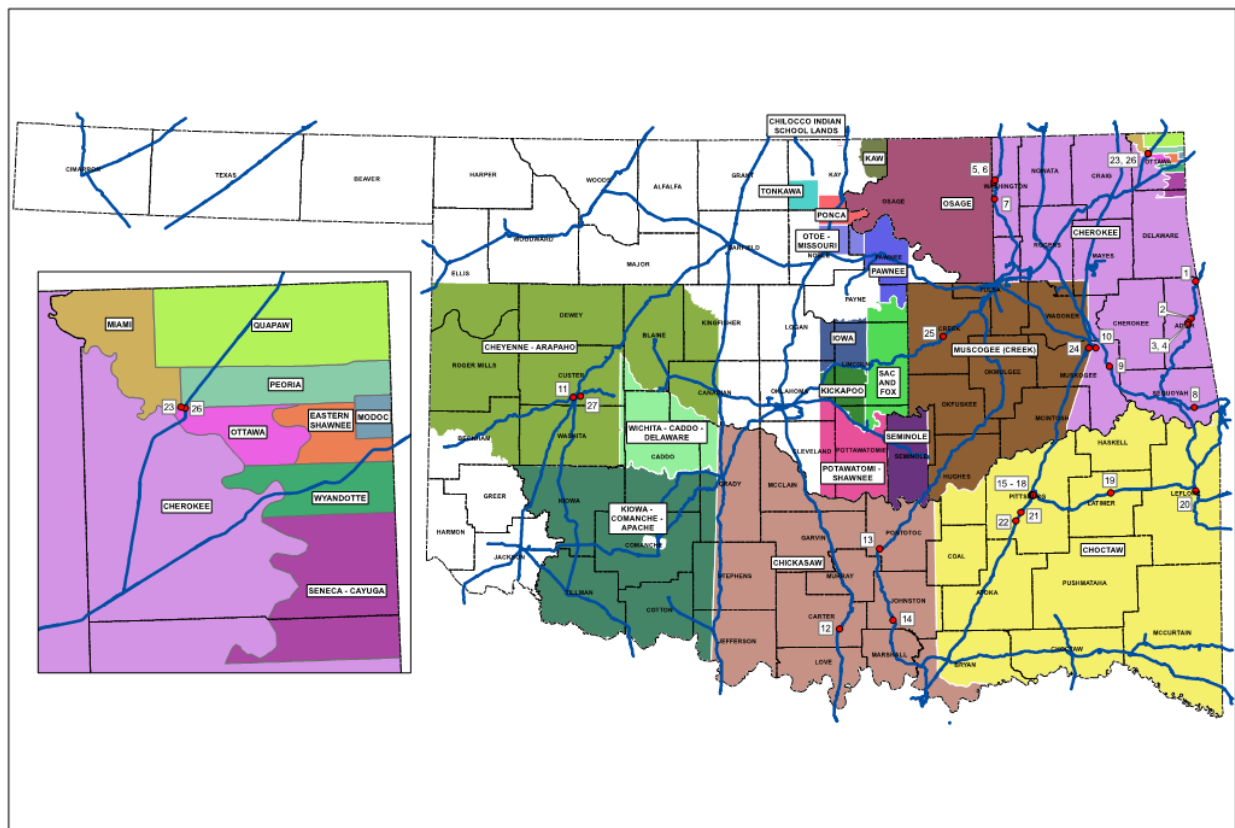 CHILOCCO INDIAN
SCHOOL LANDS
CIMARRON
TEXAS
BEAVER
HARPER
WOODS
ALFALFA
GRANT
KAY
KAW
TONKAWA
PONCA
OSAGE
OSAGE
5, 6
WASHINGTON
7
NOWATA
CRAIG
23, 26
OTTAWA
ELLIS
WOODWARD
MAJOR
GARFIELD
OTOE -
MISSOURI
NOBLE
PAWNEE
PAWNEE
ROGERS
CHEROKEE
MAYES
DELAWARE
PAYNE
TULSA
1
DEWEY
BLAINE
KINGFISHER
LOGAN
CREEK
25
WAGONER
CHEROKEE
2
ADAIR
3, 4
CHEYENNE - ARAPAHO
ROGER MILLS
CUSTER
11
27
CANADIAN
OKLAHOMA
IOWA
LINCOLN
KICKAPOO
SAC
AND
FOX
MUSCOGEE (CREEK)
OKMULGEE
24
10
MUSKOGEE
9
SEQUOYAH
8
OKFUSKEE
MCINTOSH
BECKHAM
WASHITA
WICHITA - CADDO -
DELAWARE
CADDO
CLEVELAND
POTTAWATOMIE
POTAWATOMI -
SHAWNEE
SEMINOLE
SEMINOLE
HUGHES
HASKELL
GREER
KIOWA
GRADY
MCCLAIN
15 - 18
PITTSBURG
19
LATIMER
LEFLORE
20
21
22
HARMON
JACKSON
KIOWA -
COMANCHE -
APACHE
COMANCHE
GARVIN
13
PONTOTOC
COAL
CHOCTAW
CHICKASAW
STEPHENS
MURRAY
JOHNSTON
ATOKA
PUSHMATAHA
TILLMAN
COTTON
CARTER
12
14
MCCURTAIN
JEFFERSON
LOVE
MARSHALL
BRYAN
CHOCTAW
MIAMI
QUAPAW
PEORIA
23
26
OTTAWA
EASTERN
SHAWNEE
MODOC
WYANDOTTE
CHEROKEE
SENECA - CAYUGA